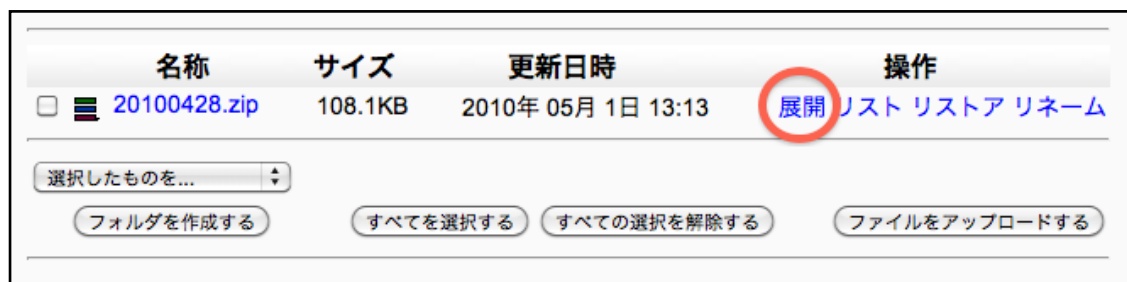 名称 サイズ 更新日時 操作
20100428.zip 108.1KB 2010年 05月 1日 13:13 展開 リスト リストア リネーム
選択したものを...
フォルダを作成する すべてを選択する すべての選択を解除する ファイルをアップロードする